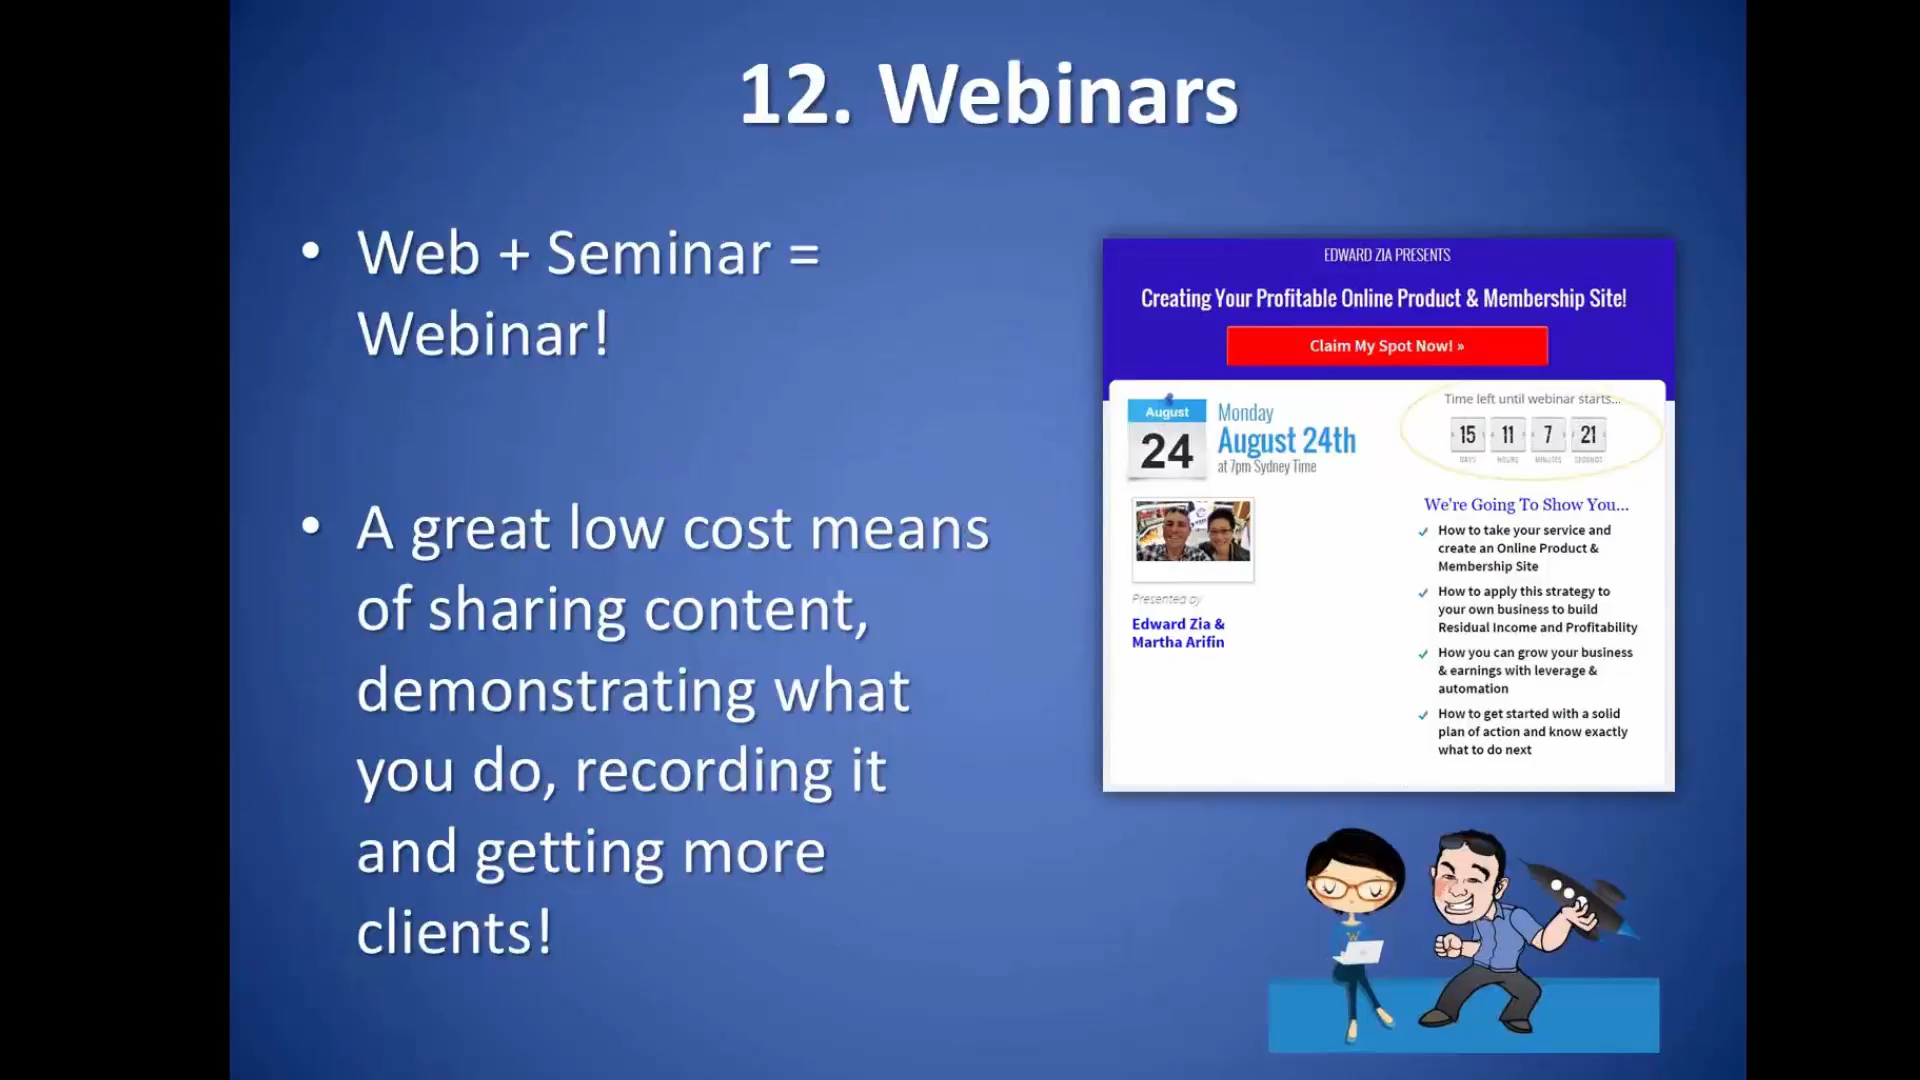 12. Webinars
• Web + Seminar =
Webinar!
• A great low cost means
of sharing content,
demonstrating what
you do, recording it
and getting more
clients!
EDWARD ZIA PRESENTS
Creating Your Profitable Online Product & Membership Site!
Claim My Spot Now! »
August
24
Monday
August 24th
at 7pm Sydney Time
Time left until webinar starts...
15 11 7 21
DAYS HOURS MINUTES SECONDS
Presented by
Edward Zia &
Martha Arifin
We're Going To Show You...
How to take your service and
create an Online Product &
Membership Site
How to apply this strategy to
your own business to build
Residual Income and Profitability
How you can grow your business
& earnings with leverage &
automation
How to get started with a solid
plan of action and know exactly
what to do next
W